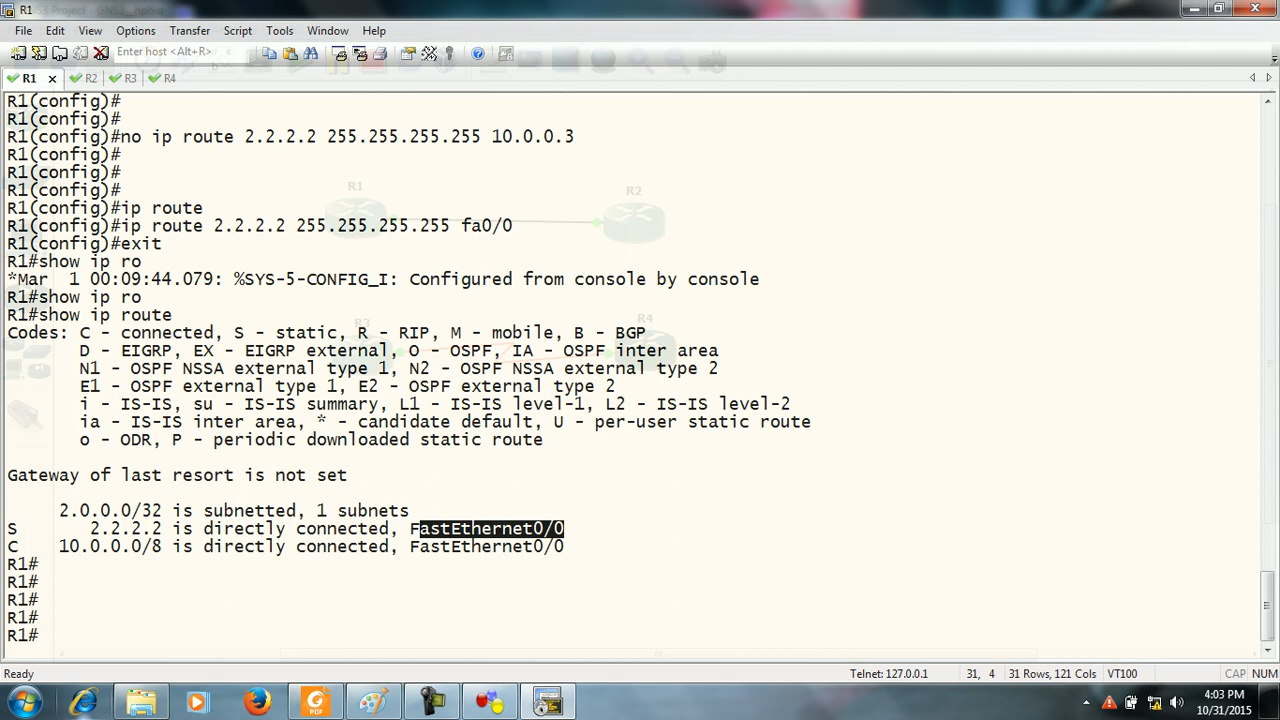 R1
File Edit View Options Transfer Script Tools Window Help
Enter host <Alt+R>
R1 R2 R3 R4
R1(config)#
R1(config)#
R1(config)#no ip route 2.2.2.2 255.255.255.255 10.0.0.3
R1(config)#
R1(config)#
R1(config)#
R1(config)#ip route
R1(config)#ip route 2.2.2.2 255.255.255.255 fa0/0
R1(config)#exit
R1#show ip ro
*Mar  1 00:09:44.079: %SYS-5-CONFIG_I: Configured from console by console
R1#show ip ro
R1#show ip route
Codes: C - connected, S - static, R - RIP, M - mobile, B - BGP
D - EIGRP, EX - EIGRP external, O - OSPF, IA - OSPF inter area
N1 - OSPF NSSA external type 1, N2 - OSPF NSSA external type 2
E1 - OSPF external type 1, E2 - OSPF external type 2
i - IS-IS, su - IS-IS summary, L1 - IS-IS level-1, L2 - IS-IS level-2
ia - IS-IS inter area, * - candidate default, U - per-user static route
o - ODR, P - periodic downloaded static route
Gateway of last resort is not set
2.0.0.0/32 is subnetted, 1 subnets
S 2.2.2.2 is directly connected, FastEthernet0/0
C 10.0.0.0/8 is directly connected, FastEthernet0/0
R1#
R1#
R1#
R1#
R1#
R1
R2
R3
R4
Ready Telnet: 127.0.0.1 31, 4 31 Rows, 121 Cols VT100 CAP NUM
PDF
4:03 PM
10/31/2015